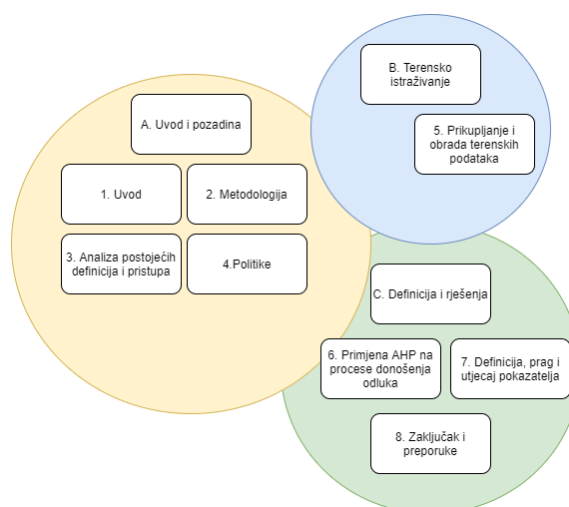 A. Uvod i pozadina
1. Uvod
2. Metodologija
3. Analiza postojećih
definicija i pristupa
4.Politike
B. Terensko
istraživanje
5. Prikupljanje i
obrada terenskih
podataka
C. Definicija i rješenja
6. Primjena AHP na
procese donošenja
odluka
7. Definicija, prag i
utjecaj pokazatelja
8. Zaključak i
preporuke